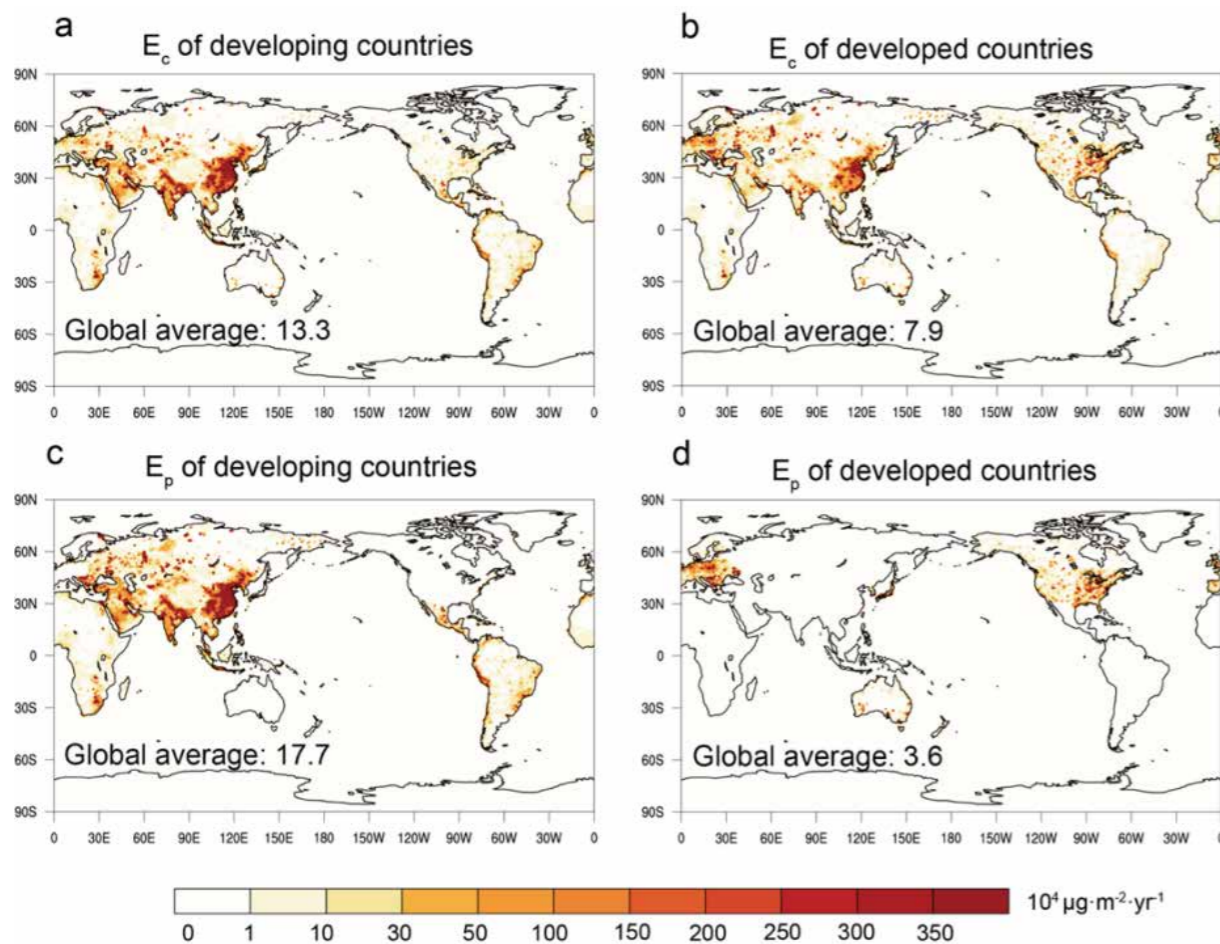 a
E_c of developing countries
90N
60N
30N
0
30S
60S
90S
Global average: 13.3
0 30E 60E 90E 120E 150E 180 150W 120W 90W 60W 30W 0
b
E_c of developed countries
90N
60N
30N
0
30S
60S
90S
Global average: 7.9
0 30E 60E 90E 120E 150E 180 150W 120W 90W 60W 30W 0
c
E_p of developing countries
90N
60N
30N
0
30S
60S
90S
Global average: 17.7
0 30E 60E 90E 120E 150E 180 150W 120W 90W 60W 30W 0
d
E_p of developed countries
90N
60N
30N
0
30S
60S
90S
Global average: 3.6
0 30E 60E 90E 120E 150E 180 150W 120W 90W 60W 30W 0
0 1 10 30 50 100 150 200 250 300 350
10⁴ µg·m⁻²·yr⁻¹